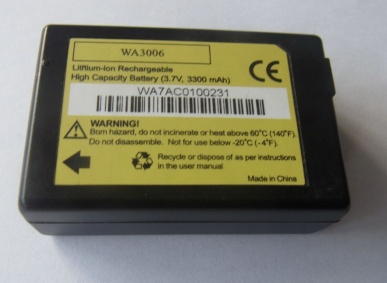 WA3006
Litfium-Ion Rechargeable
High Capacity Battery (3.7V, 3300 mAh)
CE
WA7AC0100231
WARNING!
Born hazard, do not incinerate or heat above 60°C (140°F).
Do not disassemble. Not for use below -20°C (-4°F).
Recycle or dispose of as per instructions
in the user manual
Made in China